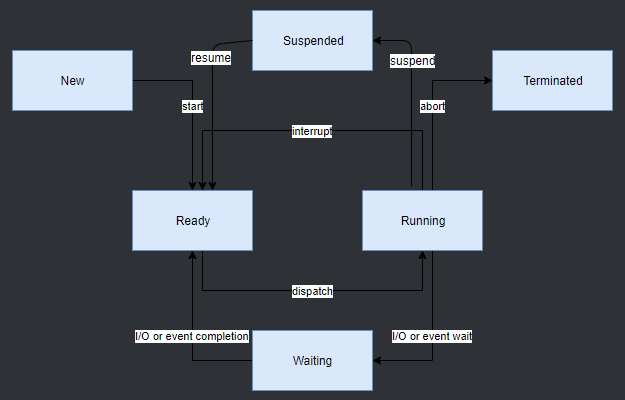 Suspended
resume
suspend
New
Terminated
start
abort
interrupt
Ready
Running
dispatch
I/O or event completion
I/O or event wait
Waiting